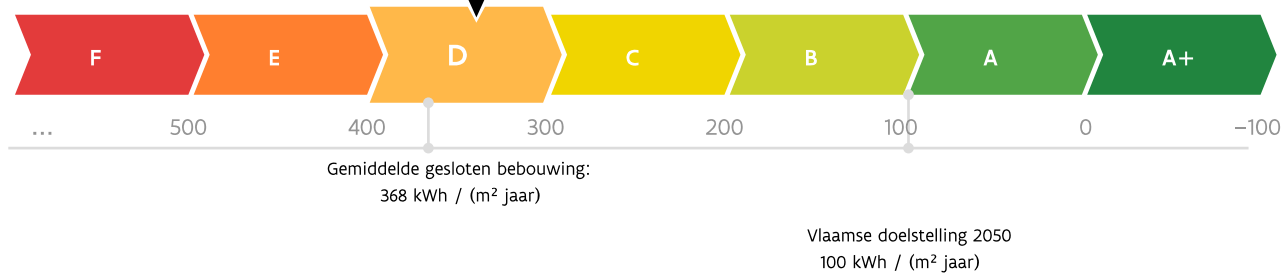 F E D C B A A+
... 500 400 300 200 100 0 –100
Gemiddelde gesloten bebouwing:
368 kWh / (m² jaar)
Vlaamse doelstelling 2050
100 kWh / (m² jaar)